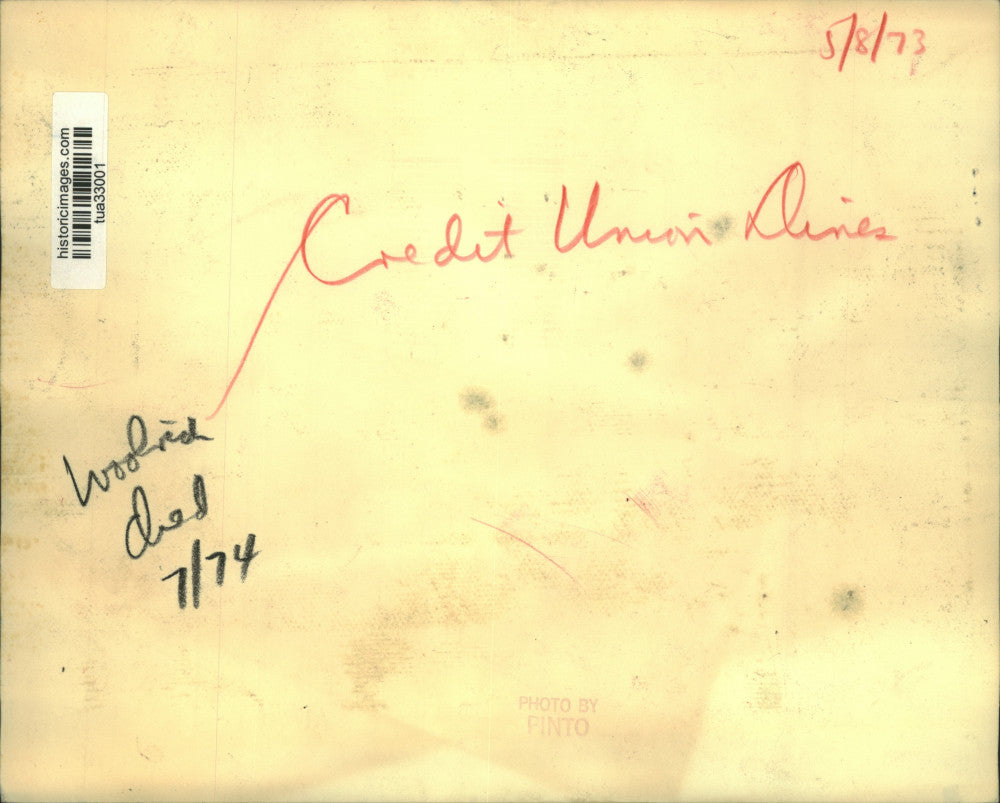 5/8/73
historicimages.com
tua33001
Credit Union Dines
Woolrich
died
7/74
PHOTO BY
PINTO